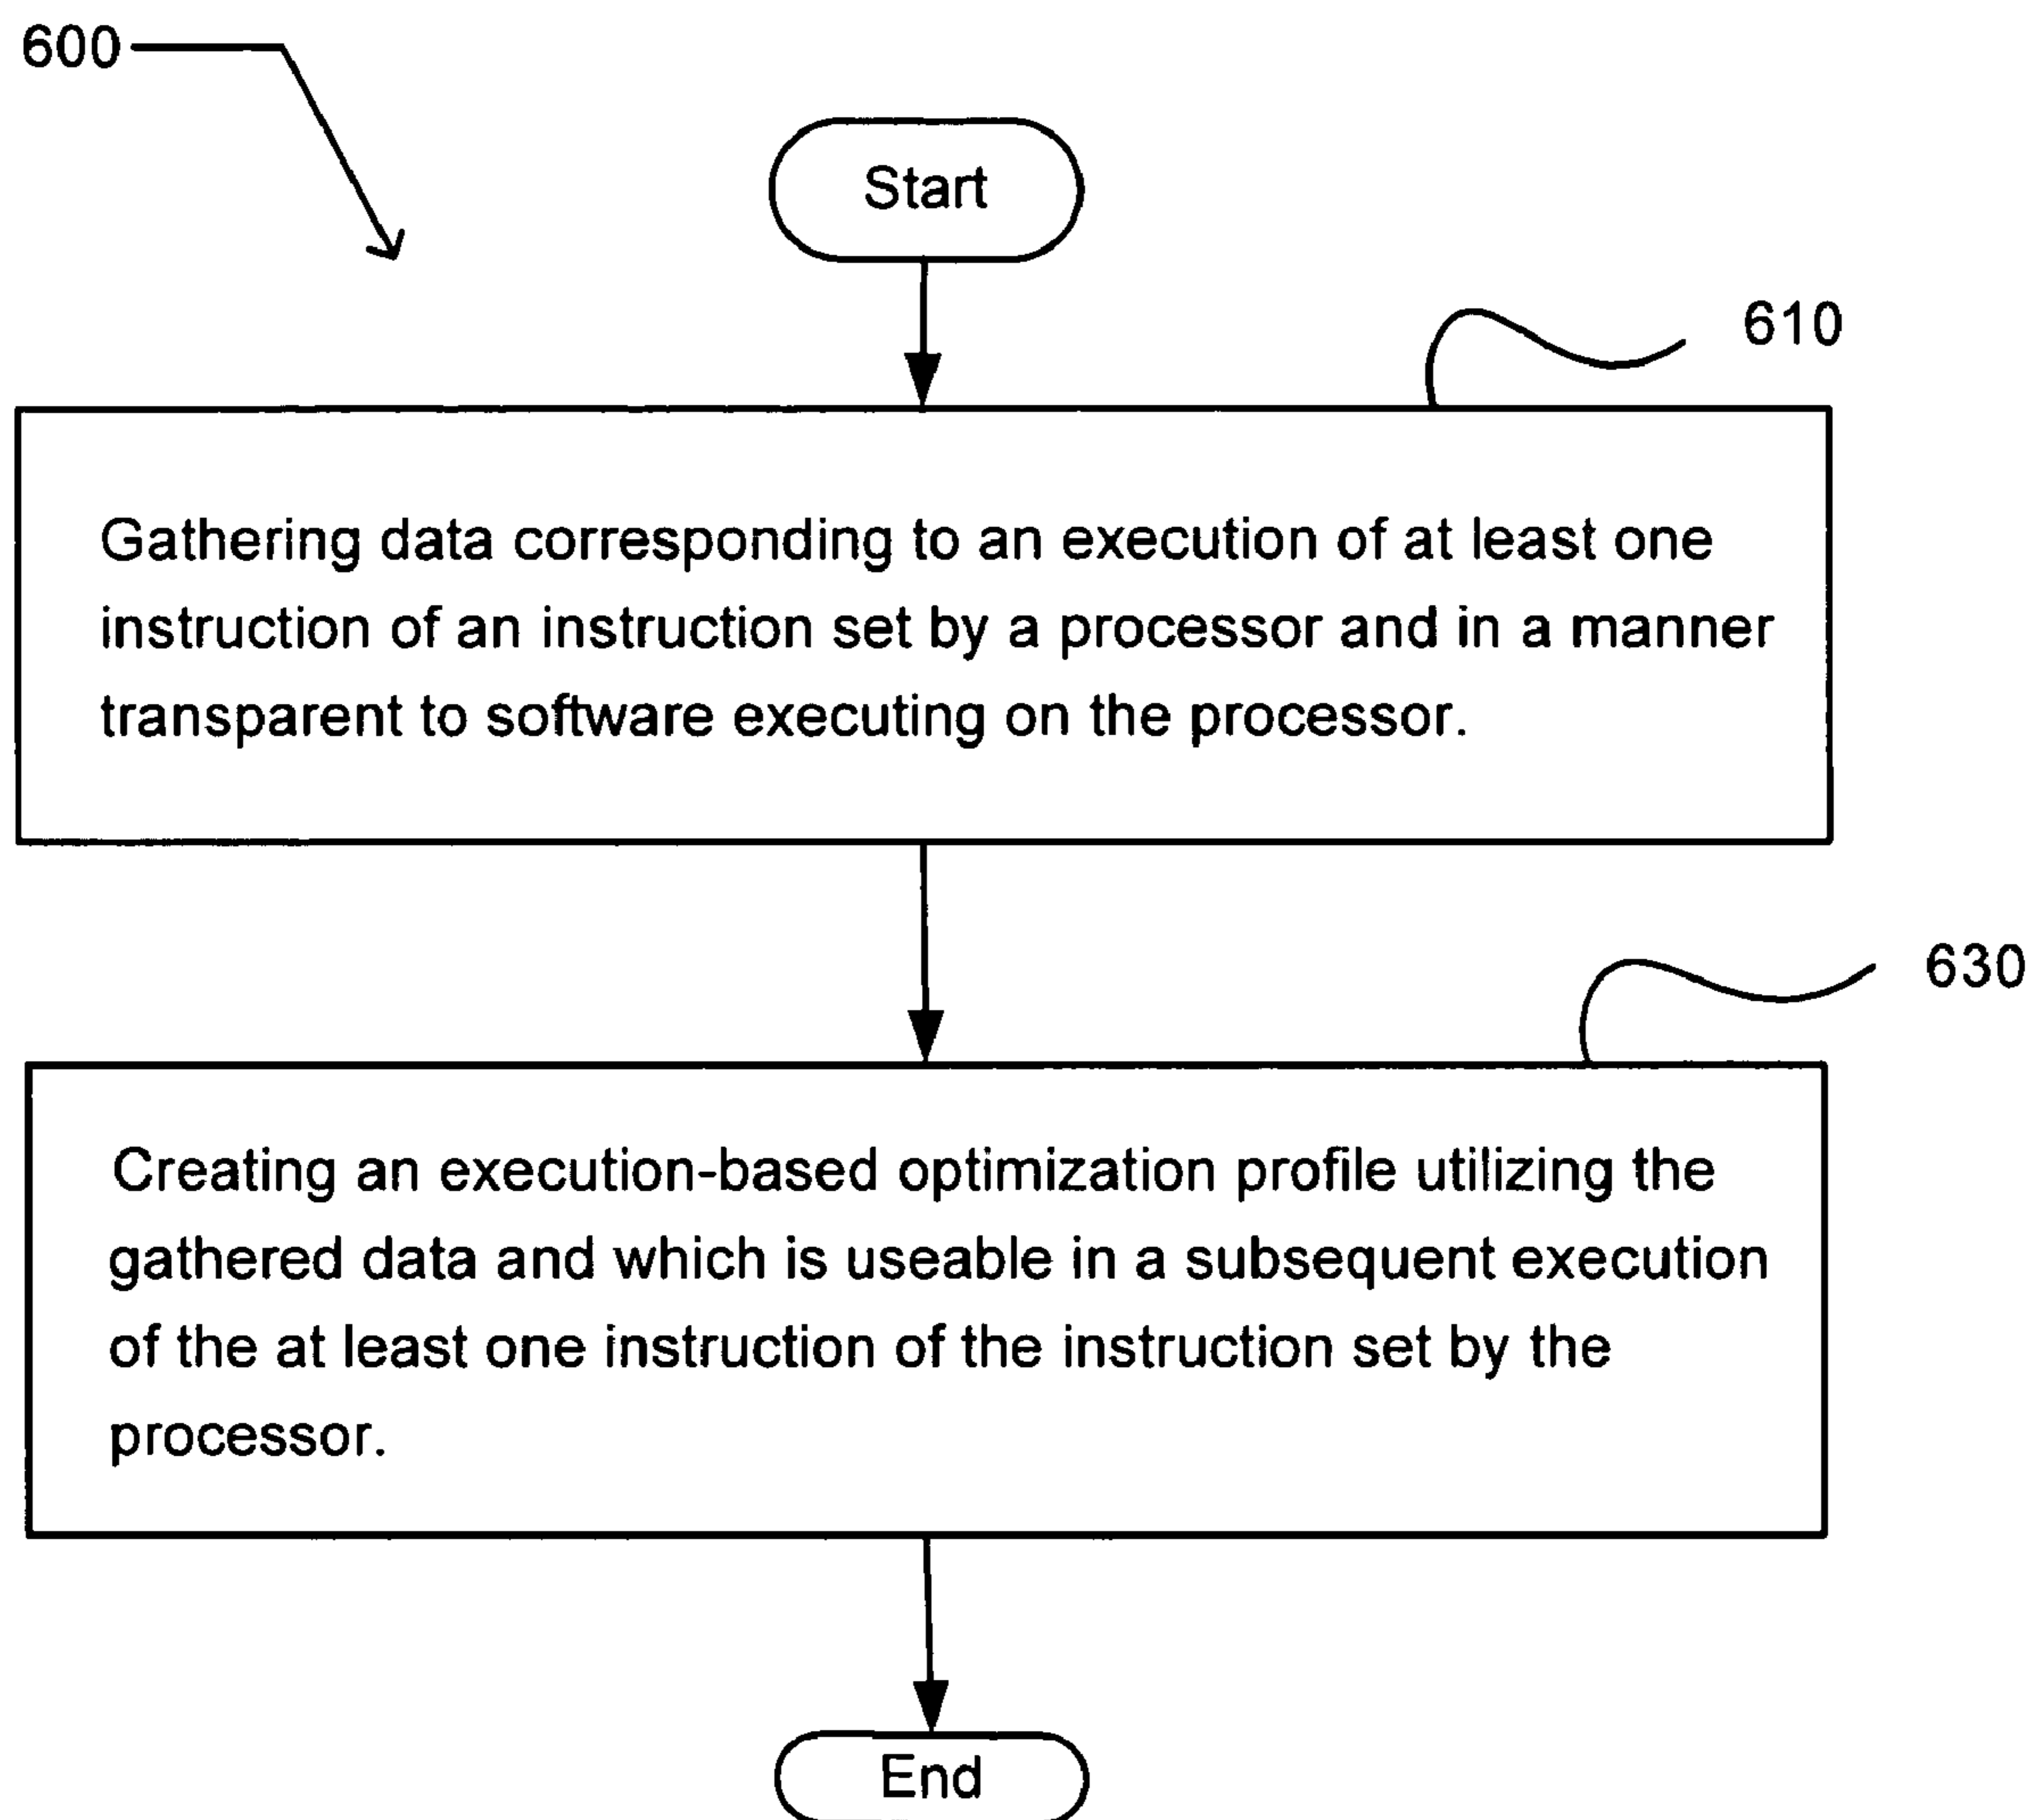 600
Start
610
Gathering data corresponding to an execution of at least one
instruction of an instruction set by a processor and in a manner
transparent to software executing on the processor.
630
Creating an execution-based optimization profile utilizing the
gathered data and which is useable in a subsequent execution
of the at least one instruction of the instruction set by the
processor.
End